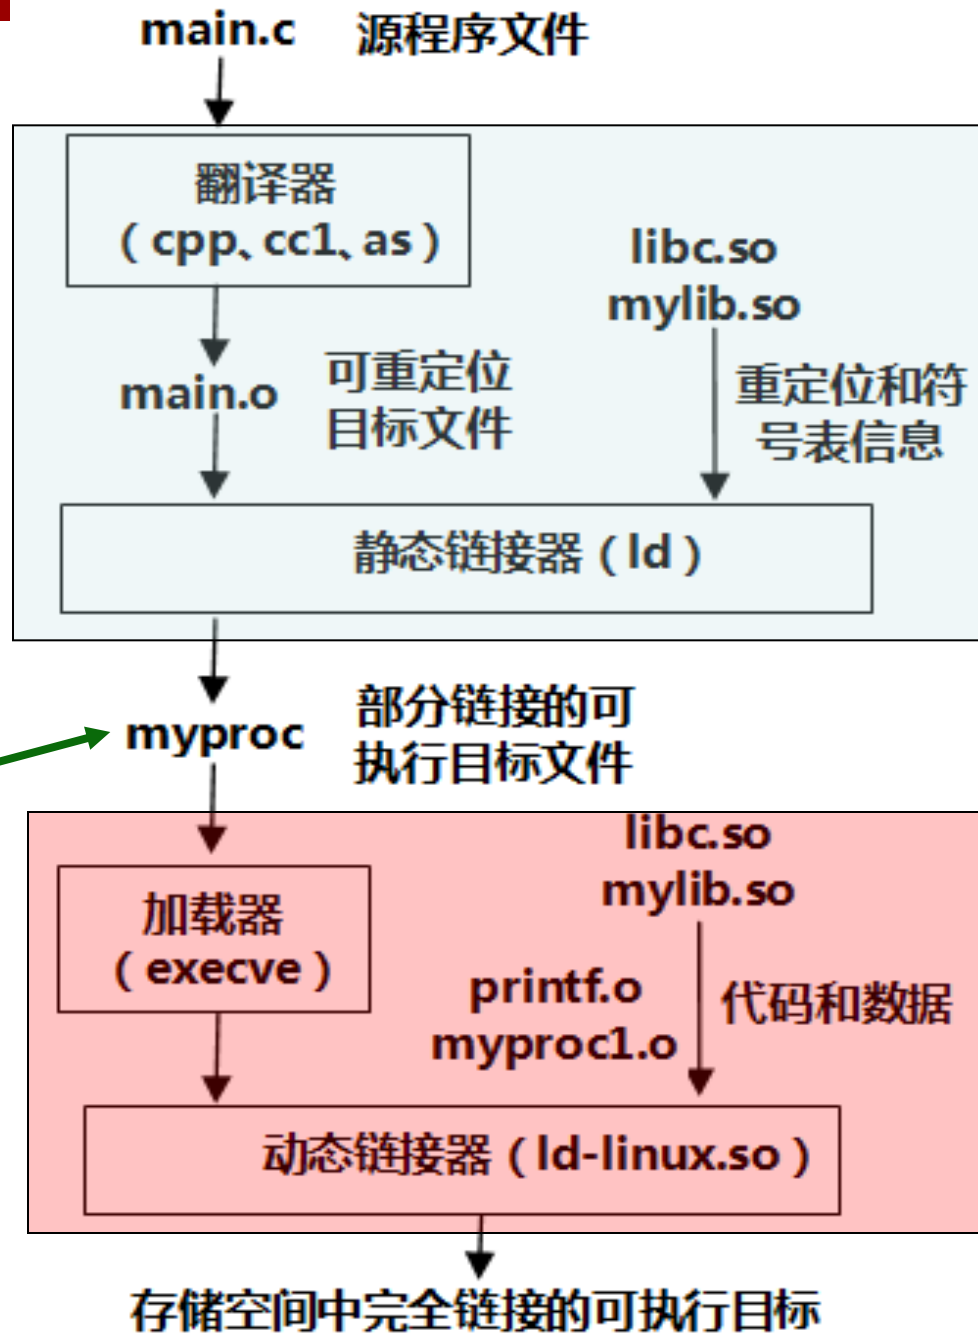 main.c 源程序文件
翻译器
（cpp、cc1、as）
libc.so
mylib.so
main.o
可重定位
目标文件
重定位和符
号表信息
静态链接器（ld）
myproc
部分链接的可
执行目标文件
libc.so
mylib.so
加载器
（execve）
printf.o
myproc1.o
代码和数据
动态链接器（ld-linux.so）
存储空间中完全链接的可执行目标